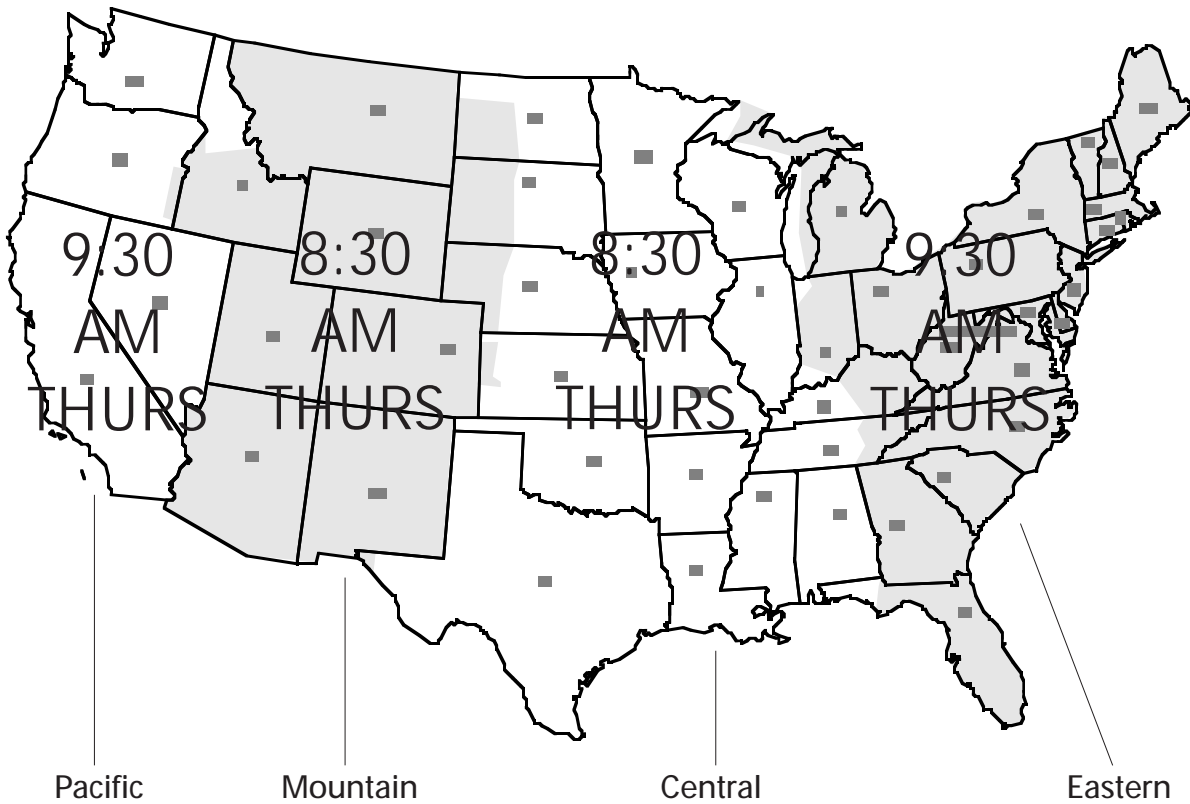 9:30
AM
THURS
8:30
AM
THURS
8:30
AM
THURS
9:30
AM
THURS
Pacific
Mountain
Central
Eastern